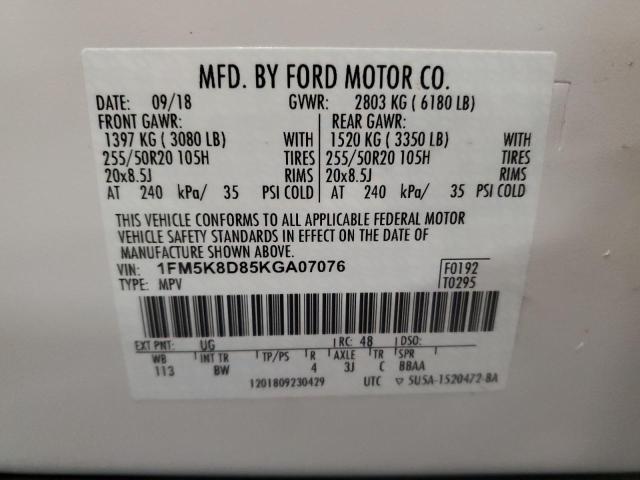 MFD. BY FORD MOTOR CO.
DATE: 09/18 GVWR: 2803 KG ( 6180 LB)
FRONT GAWR: REAR GAWR:
1397 KG ( 3080 LB) WITH 1520 KG ( 3350 LB) WITH
255/50R20 105H TIRES 255/50R20 105H TIRES
20x8.5J RIMS 20x8.5J RIMS
AT 240 kPa/ 35 PSI COLD AT 240 kPa/ 35 PSI COLD
THIS VEHICLE CONFORMS TO ALL APPLICABLE FEDERAL MOTOR
VEHICLE SAFETY STANDARDS IN EFFECT ON THE DATE OF
MANUFACTURE SHOWN ABOVE.
VIN: 1FM5K8D85KGA07076 F0192
TYPE: MPV T0295
EXT PNT: UG RC: 48 DSO:
WB INT TR TP/PS R AXLE TR SPR
113 BW 4 3J C BBAA
1201809230429 UTC ▽ 5U5A-1520472-8A